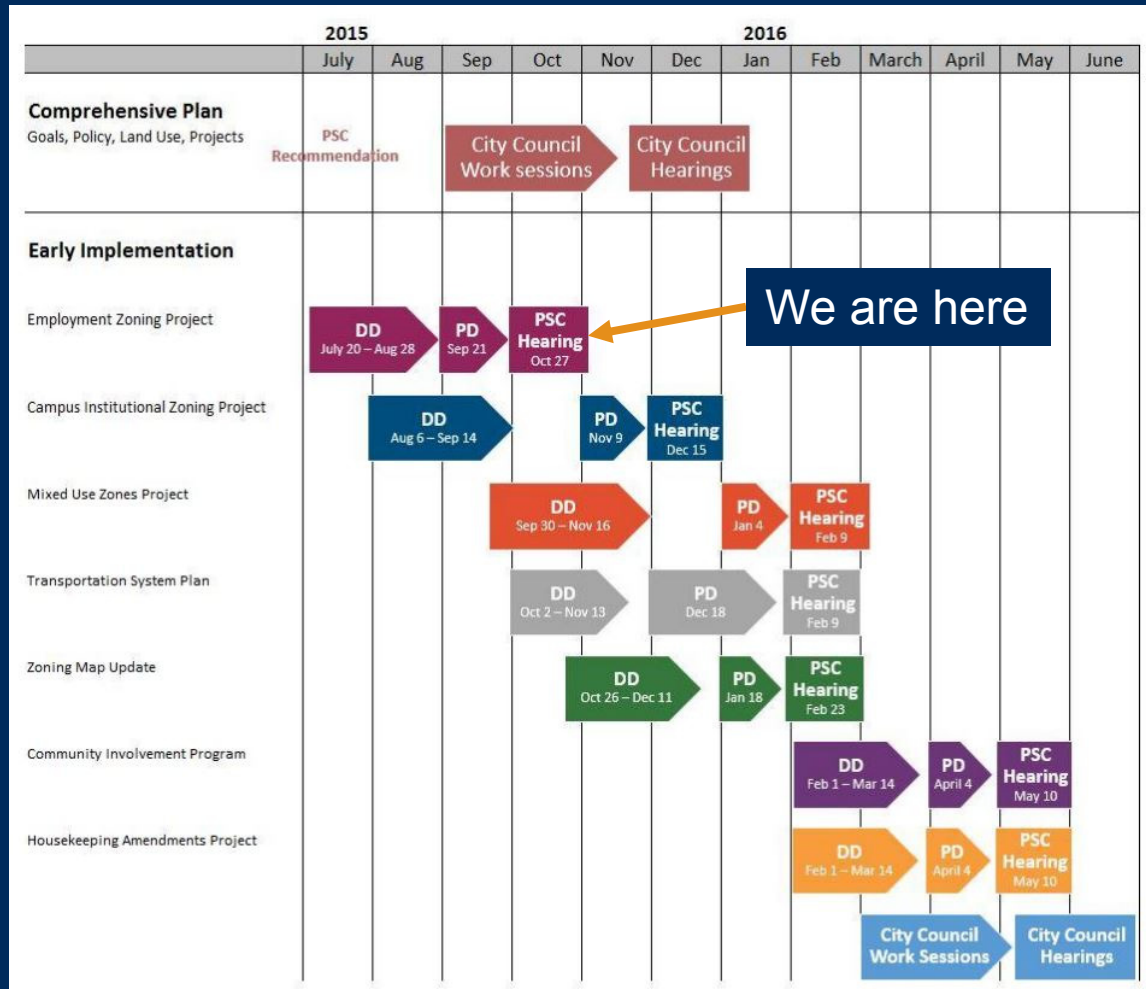 2015 2016
July Aug Sep Oct Nov Dec Jan Feb March April May June
Comprehensive Plan
Goals, Policy, Land Use, Projects
PSC
Recommendation
City Council
Work sessions
City Council
Hearings
Early Implementation
We are here
Employment Zoning Project
DD
July 20 – Aug 28
PD
Sep 21
PSC
Hearing
Oct 27
Campus Institutional Zoning Project
DD
Aug 6 – Sep 14
PD
Nov 9
PSC
Hearing
Dec 15
Mixed Use Zones Project
DD
Sep 30 – Nov 16
PD
Jan 4
PSC
Hearing
Feb 9
Transportation System Plan
DD
Oct 2 – Nov 13
PD
Dec 18
PSC
Hearing
Feb 9
Zoning Map Update
DD
Oct 26 – Dec 11
PD
Jan 18
PSC
Hearing
Feb 23
Community Involvement Program
DD
Feb 1 – Mar 14
PD
April 4
PSC
Hearing
May 10
Housekeeping Amendments Project
DD
Feb 1 – Mar 14
PD
April 4
PSC
Hearing
May 10
City Council
Work Sessions
City Council
Hearings